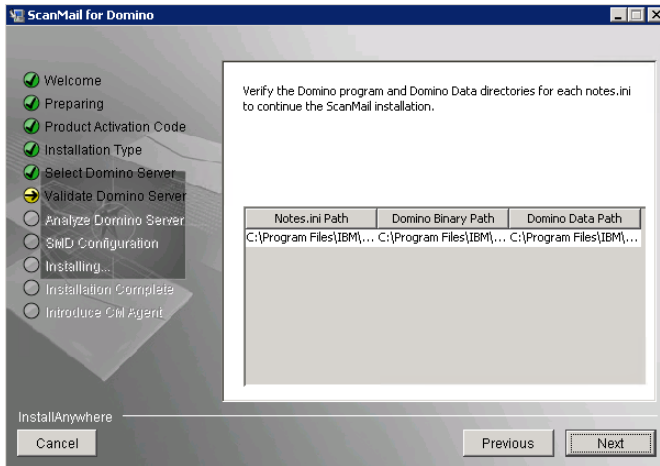 ScanMail for Domino
Welcome
Preparing
Product Activation Code
Installation Type
Select Domino Server
Validate Domino Server
Analyze Domino Server
SMD Configuration
Installing...
Installation Complete
Introduce CM Agent
Verify the Domino program and Domino Data directories for each notes.ini
to continue the ScanMail installation.
Notes.ini Path Domino Binary Path Domino Data Path
C:\Program Files\IBM\... C:\Program Files\IBM\... C:\Program Files\IBM\...
InstallAnywhere
Cancel Previous Next